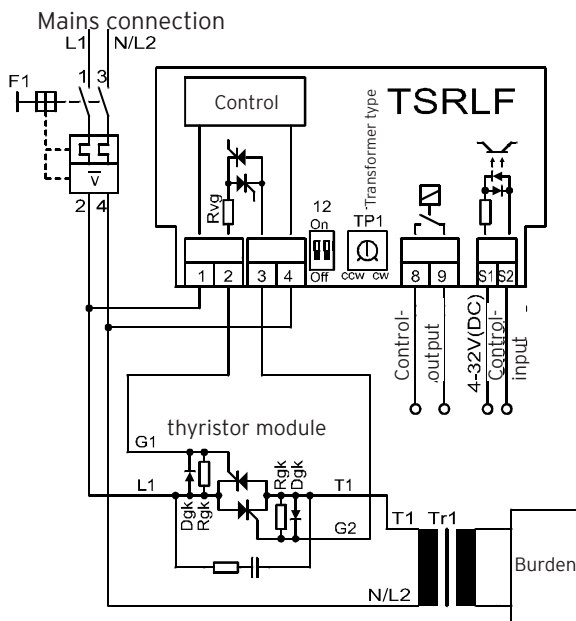 Mains connection
L1 N/L2
1 3
F1
V
2 4
Control
TSRLF
Transformer type
Rvg
12
On
Off
TP1
ccw cw
1 2 3 4 8 9 S1 S2
Control-
output
4-32V(DC)
Control-
input
thyristor module
G1
L1
Dgk
Rgk
Rgk
Dgk
T1
G2
T1 Tr1
N/L2
Burden